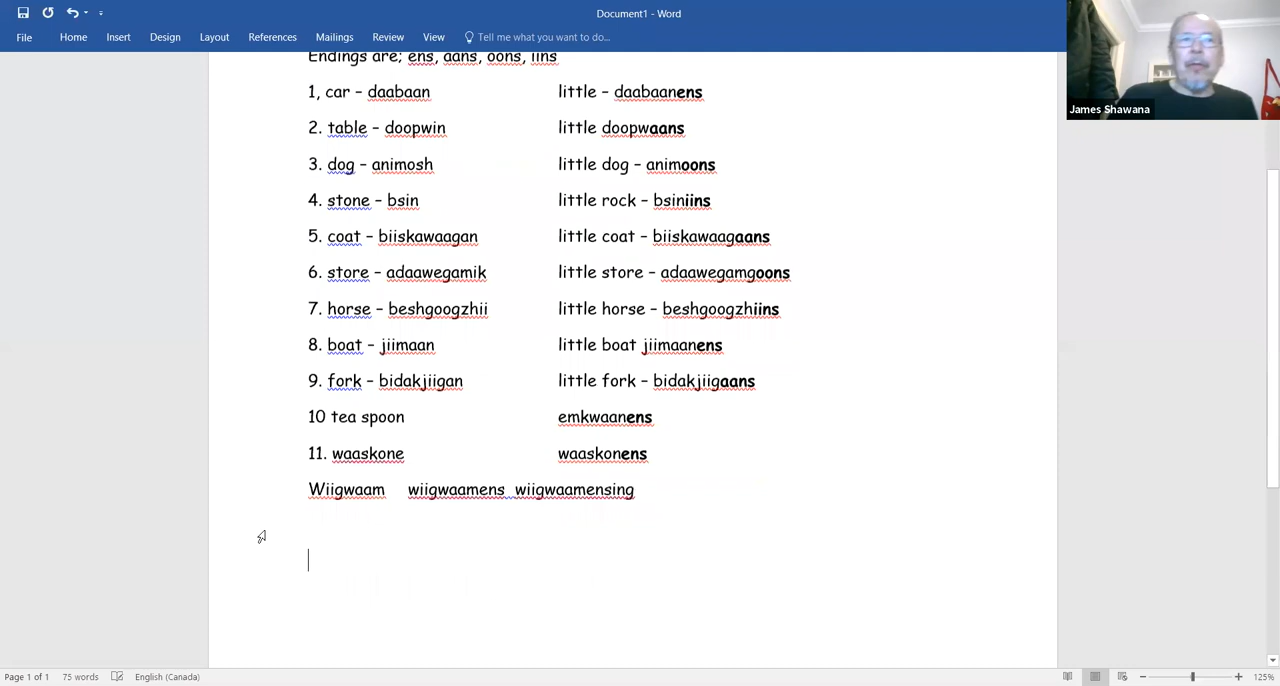 Document1 - Word
File Home Insert Design Layout References Mailings Review View Tell me what you want to do...
James Shawana
Endings are; ens, aans, oons, iins
1, car – daabaan little – daabaanens
2. table – doopwin little doopwaans
3. dog – animosh little dog – animoons
4. stone – bsin little rock – bsiniins
5. coat – biiskawaagan little coat – biiskawaagaans
6. store – adaawegamik little store – adaawegamgoons
7. horse – beshgoogzhii little horse – beshgoogzhiins
8. boat – jiimaan little boat jiimaanens
9. fork – bidakjiigan little fork – bidakjiigaans
10 tea spoon emkwaanens
11. waaskone waaskonens
Wiigwaam wiigwaamens wiigwaamensing
Page 1 of 1 75 words English (Canada) 125%